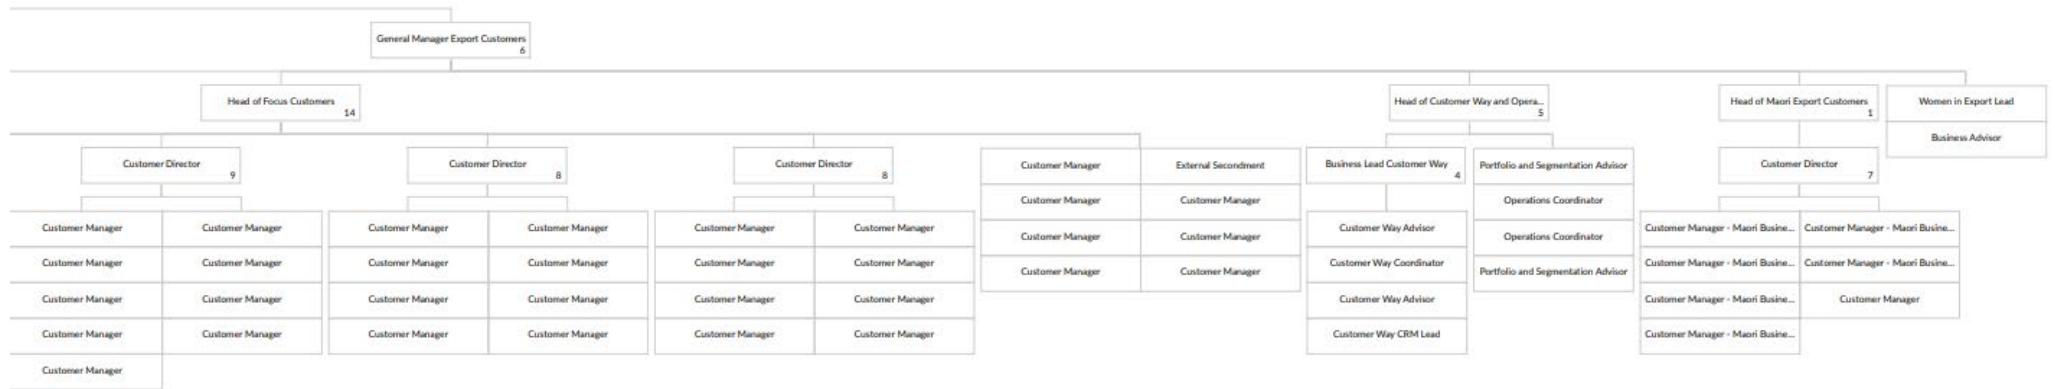 General Manager Export Customers
6
Head of Focus Customers
14
Head of Customer Way and Opera...
5
Head of Maori Export Customers
1
Women in Export Lead
Business Advisor
Customer Director
9
Customer Director
8
Customer Director
8
Customer Manager
External Secondment
Business Lead Customer Way
4
Portfolio and Segmentation Advisor
Customer Director
7
Customer Manager
Customer Manager
Operations Coordinator
Customer Manager
Customer Manager
Customer Manager
Customer Manager
Customer Manager
Customer Manager
Customer Way Advisor
Customer Manager - Maori Busine...
Customer Manager - Maori Busine...
Customer Manager
Customer Manager
Operations Coordinator
Customer Manager
Customer Manager
Customer Manager
Customer Manager
Customer Manager
Customer Manager
Customer Way Coordinator
Customer Manager - Maori Busine...
Customer Manager - Maori Busine...
Customer Manager
Customer Manager
Portfolio and Segmentation Advisor
Customer Manager
Customer Manager
Customer Manager
Customer Manager
Customer Manager
Customer Manager
Customer Way Advisor
Customer Manager - Maori Busine...
Customer Manager
Customer Manager
Customer Manager
Customer Manager
Customer Manager
Customer Manager
Customer Manager
Customer Way CRM Lead
Customer Manager - Maori Busine...
Customer Manager